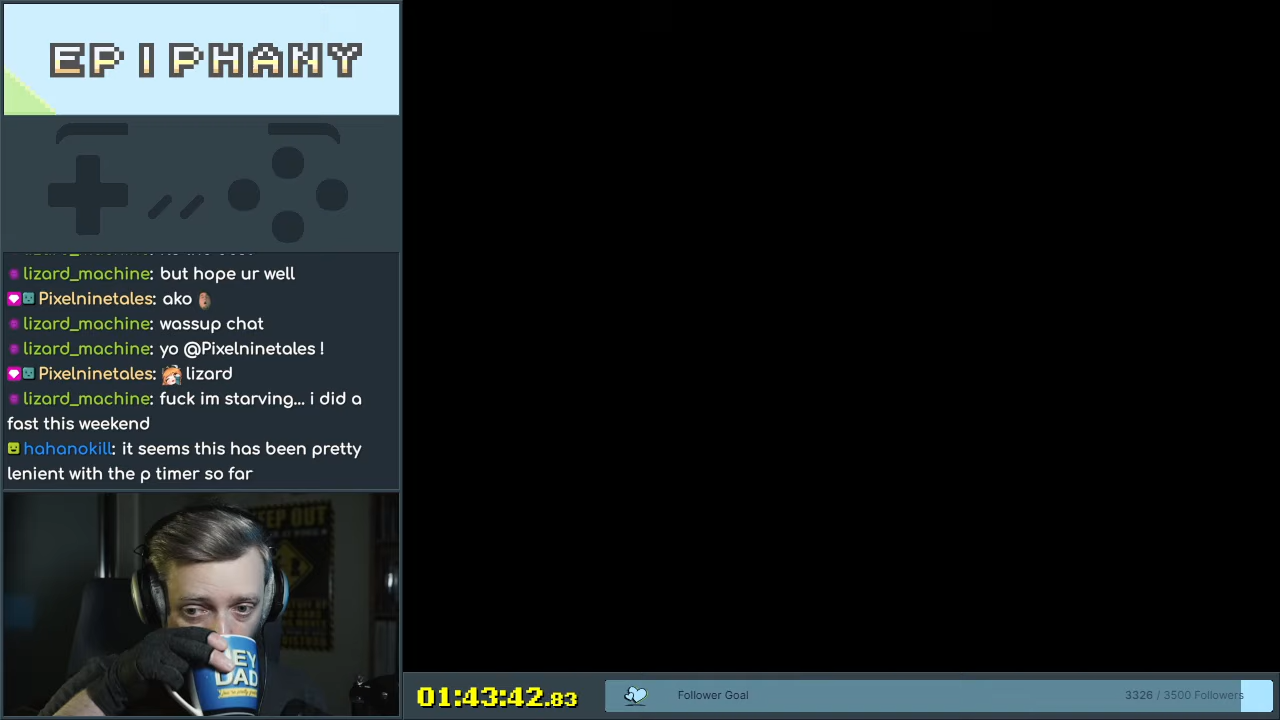 EPIPHANY
lizard_machine: but hope ur well
Pixelninetales: ako
lizard_machine: wassup chat
lizard_machine: yo @Pixelninetales !
Pixelninetales: lizard
lizard_machine: fuck im starving... i did a
fast this weekend
hahanokill: it seems this has been pretty
lenient with the p timer so far
KEEP OUT
HEY
DAD
01:43:42.83
Follower Goal
3326 / 3500 Followers